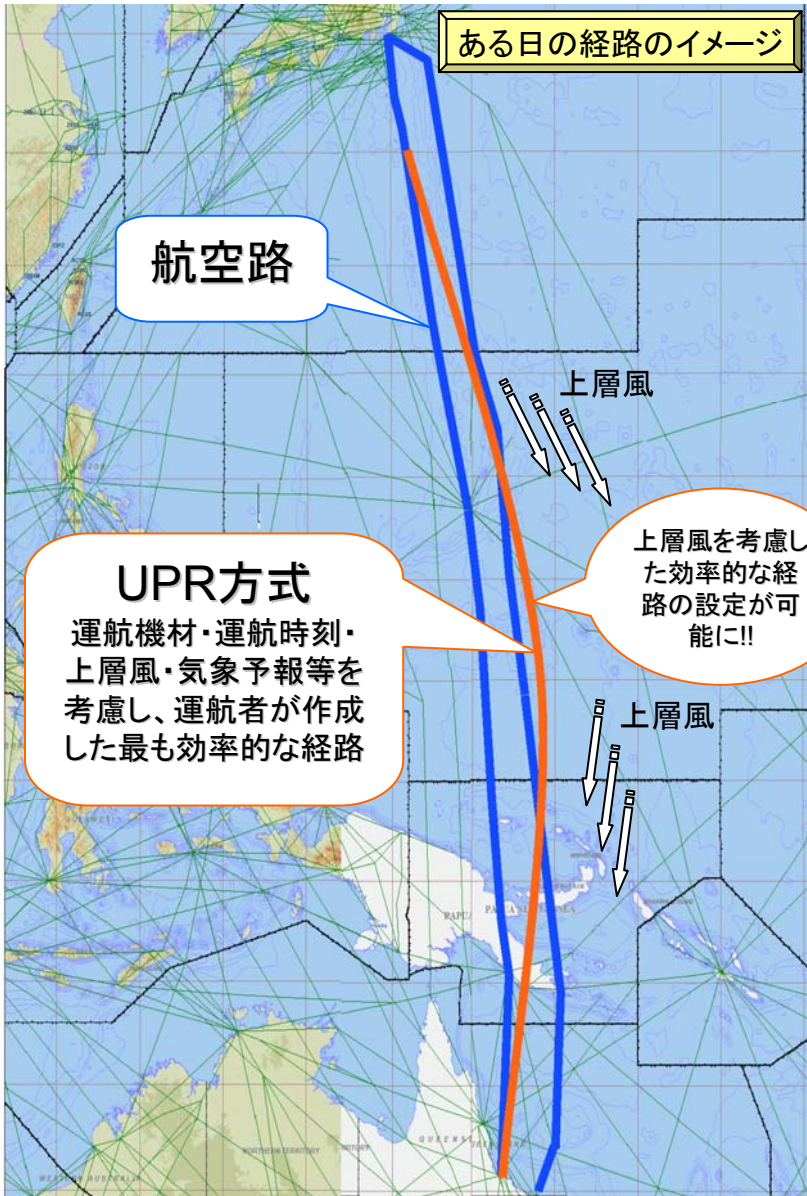 ある日の経路のイメージ
航空路
上層風
上層風を考慮し
た効率的な経
路の設定が可
能に!!
UPR方式
運航機材・運航時刻・
上層風・気象予報等を
考慮し、運航者が作成
した最も効率的な経路
上層風
PAPUA NEW GUINEA
NORTHERN TERRITORY
WESTERN AUSTRALIA